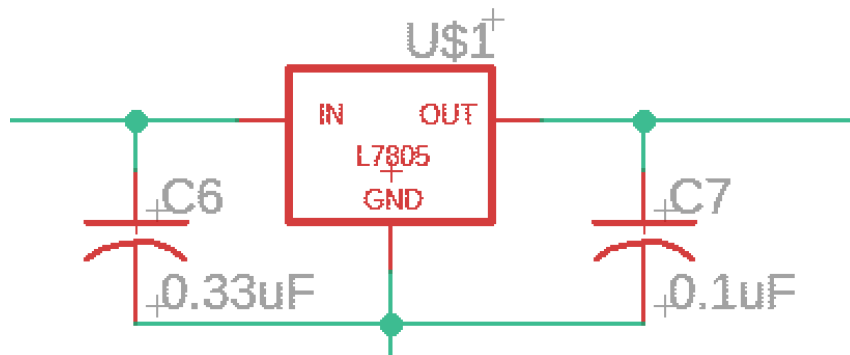 U$1
IN OUT
L7805
GND
C6
C7
0.33uF
0.1uF